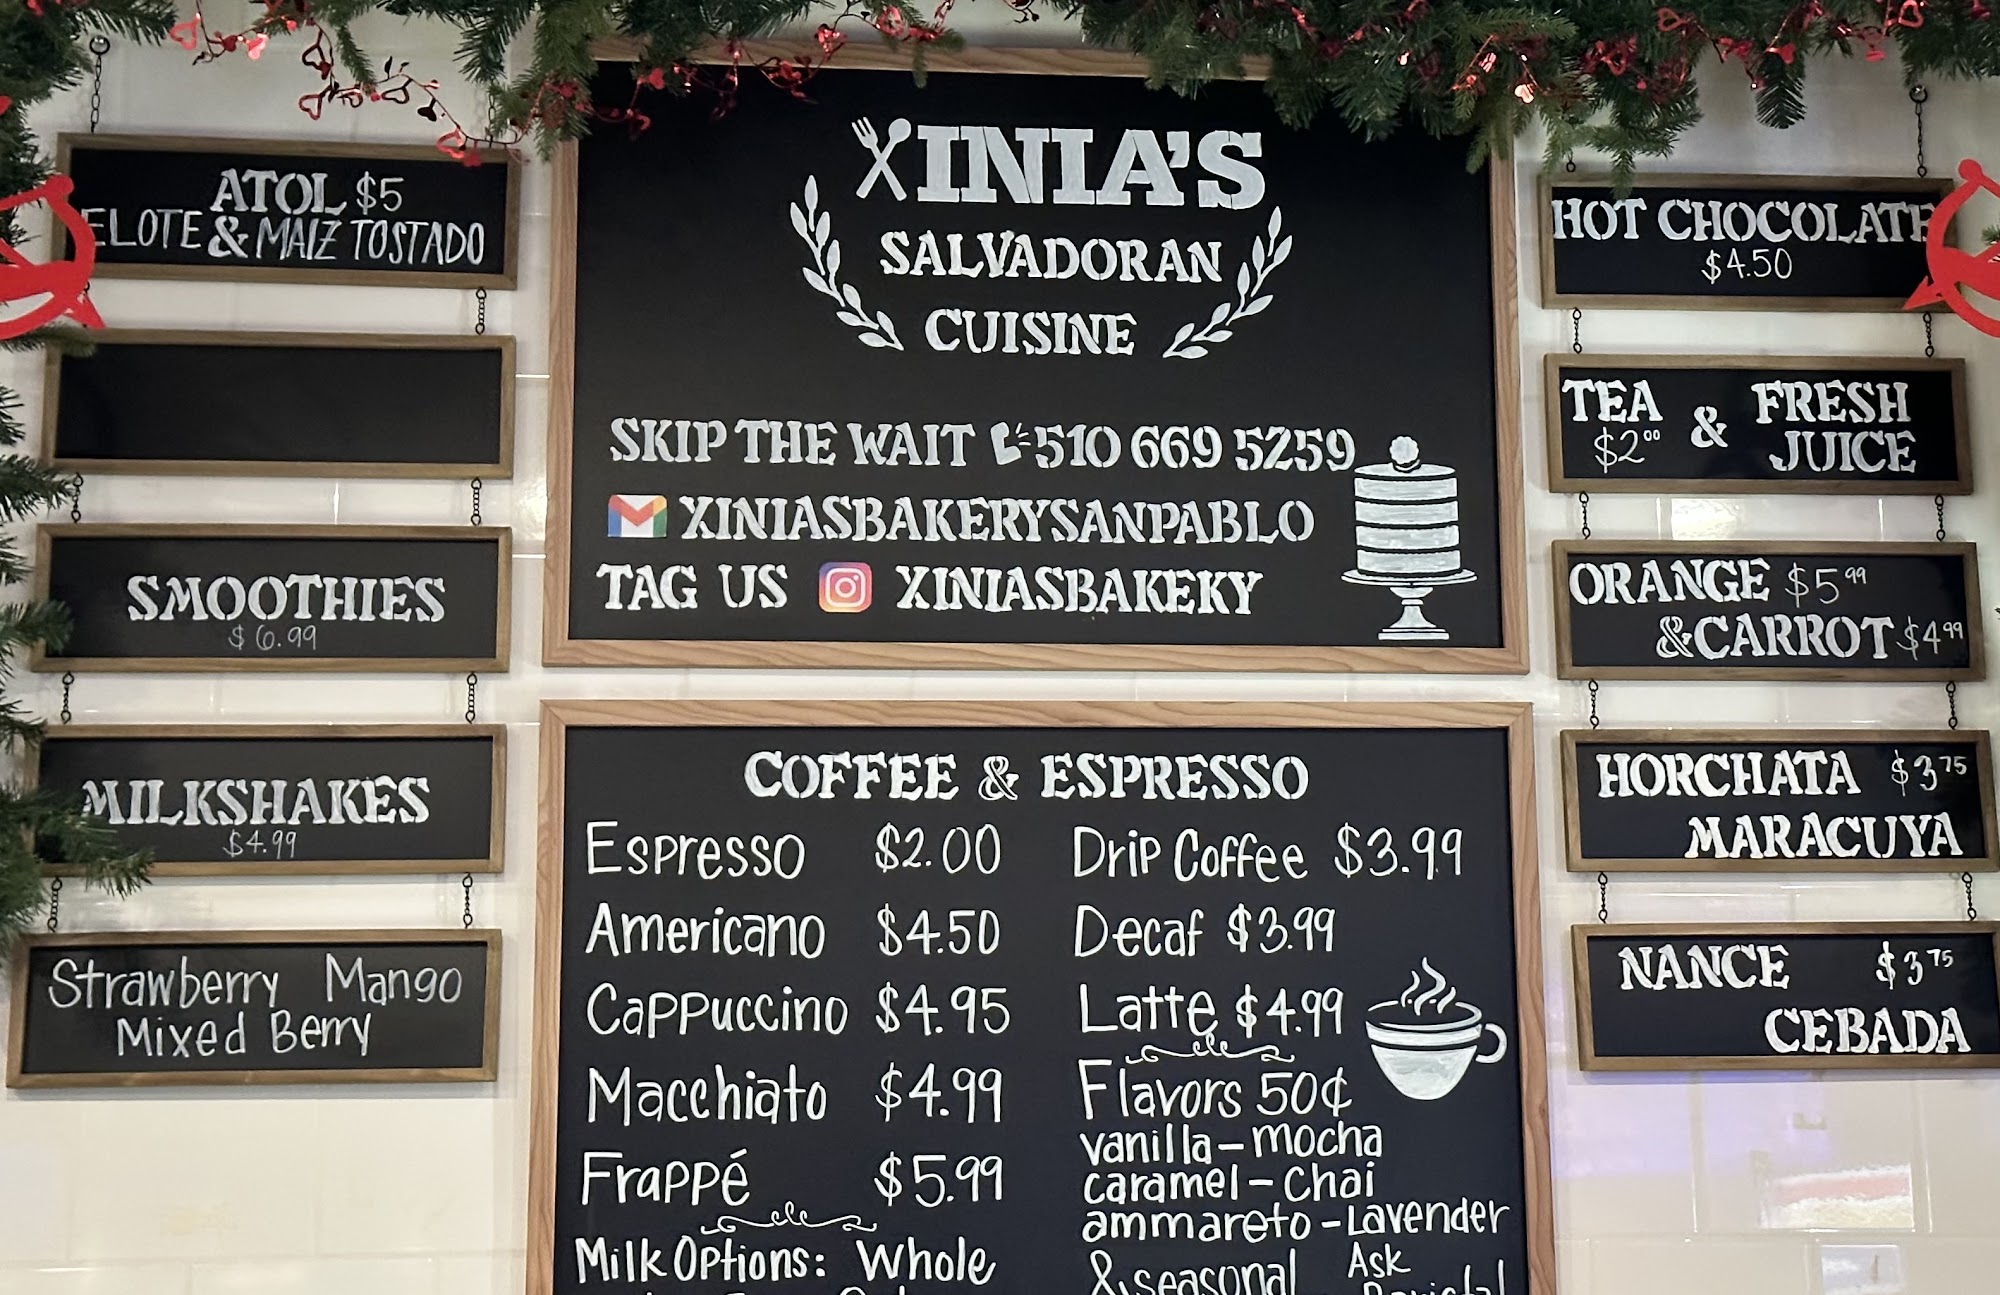 ATOL $5
ELOTE & MAIZ TOSTADO
SMOOTHIES
$6.99
MILKSHAKES
$4.99
Strawberry Mango
Mixed Berry
XINIA'S
SALVADORAN
CUISINE
SKIP THE WAIT 510 669 5259
XINIASBAKERYSANPABLO
TAG US XINIASBAKEKY
COFFEE & ESPRESSO
Espresso $2.00
Americano $4.50
Cappuccino $4.95
Macchiato $4.99
Frappé $5.99
Milk Options: Whole
Drip Coffee $3.99
Decaf $3.99
Latte $4.99
Flavors 50¢
vanilla - mocha
caramel - Chai
ammareto - Lavender
& seasonal Ask
HOT CHOCOLATE
$4.50
TEA & FRESH
$2.00 JUICE
ORANGE $5.99
& CARROT $4.99
HORCHATA $3.75
MARACUYA
NANCE $3.75
CEBADA